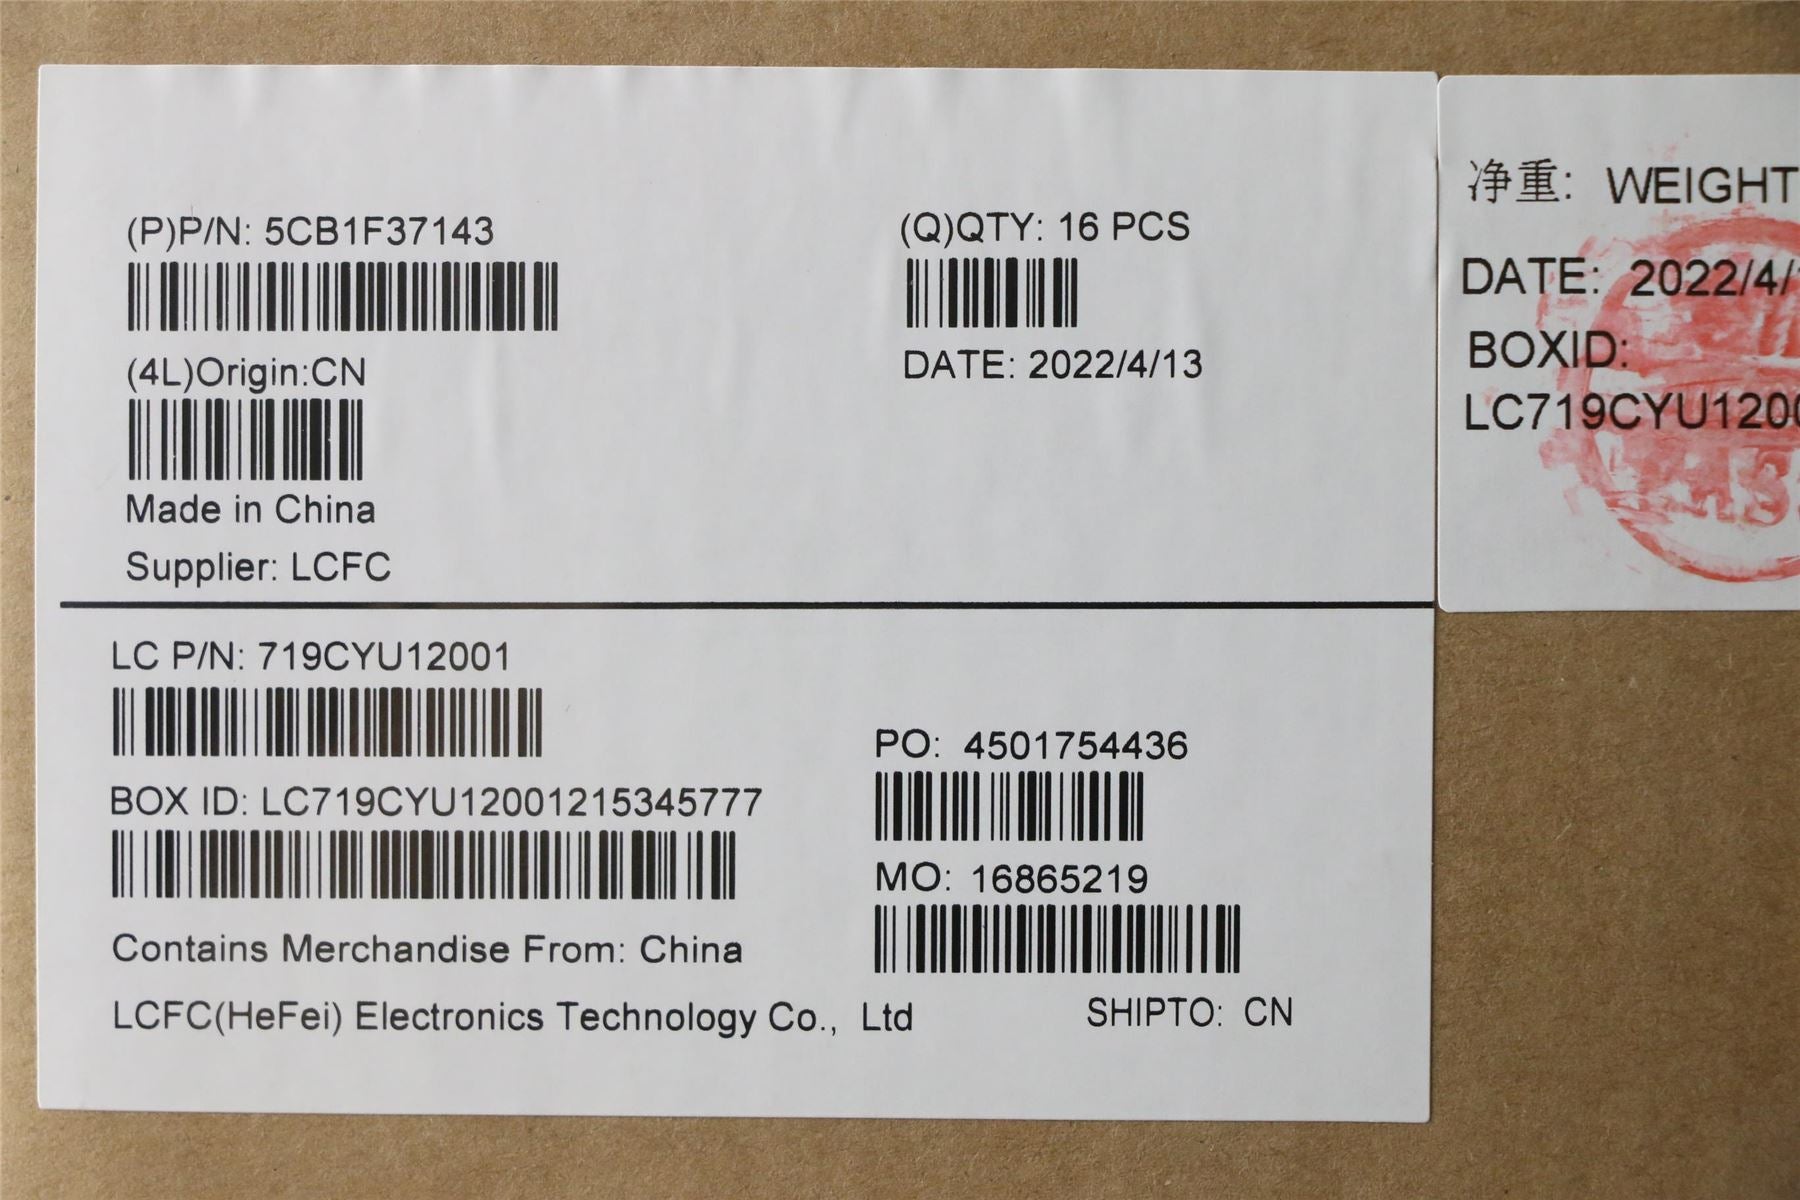 (P)P/N: 5CB1F37143
(Q)QTY: 16 PCS
DATE: 2022/4/13
(4L)Origin:CN
Made in China
Supplier: LCFC
LC P/N: 719CYU12001
BOX ID: LC719CYU12001215345777
PO: 4501754436
MO: 16865219
Contains Merchandise From: China
LCFC(HeFei) Electronics Technology Co., Ltd
SHIPTO: CN
净重: WEIGHT
DATE: 2022/4/
BOXID:
LC719CYU1200